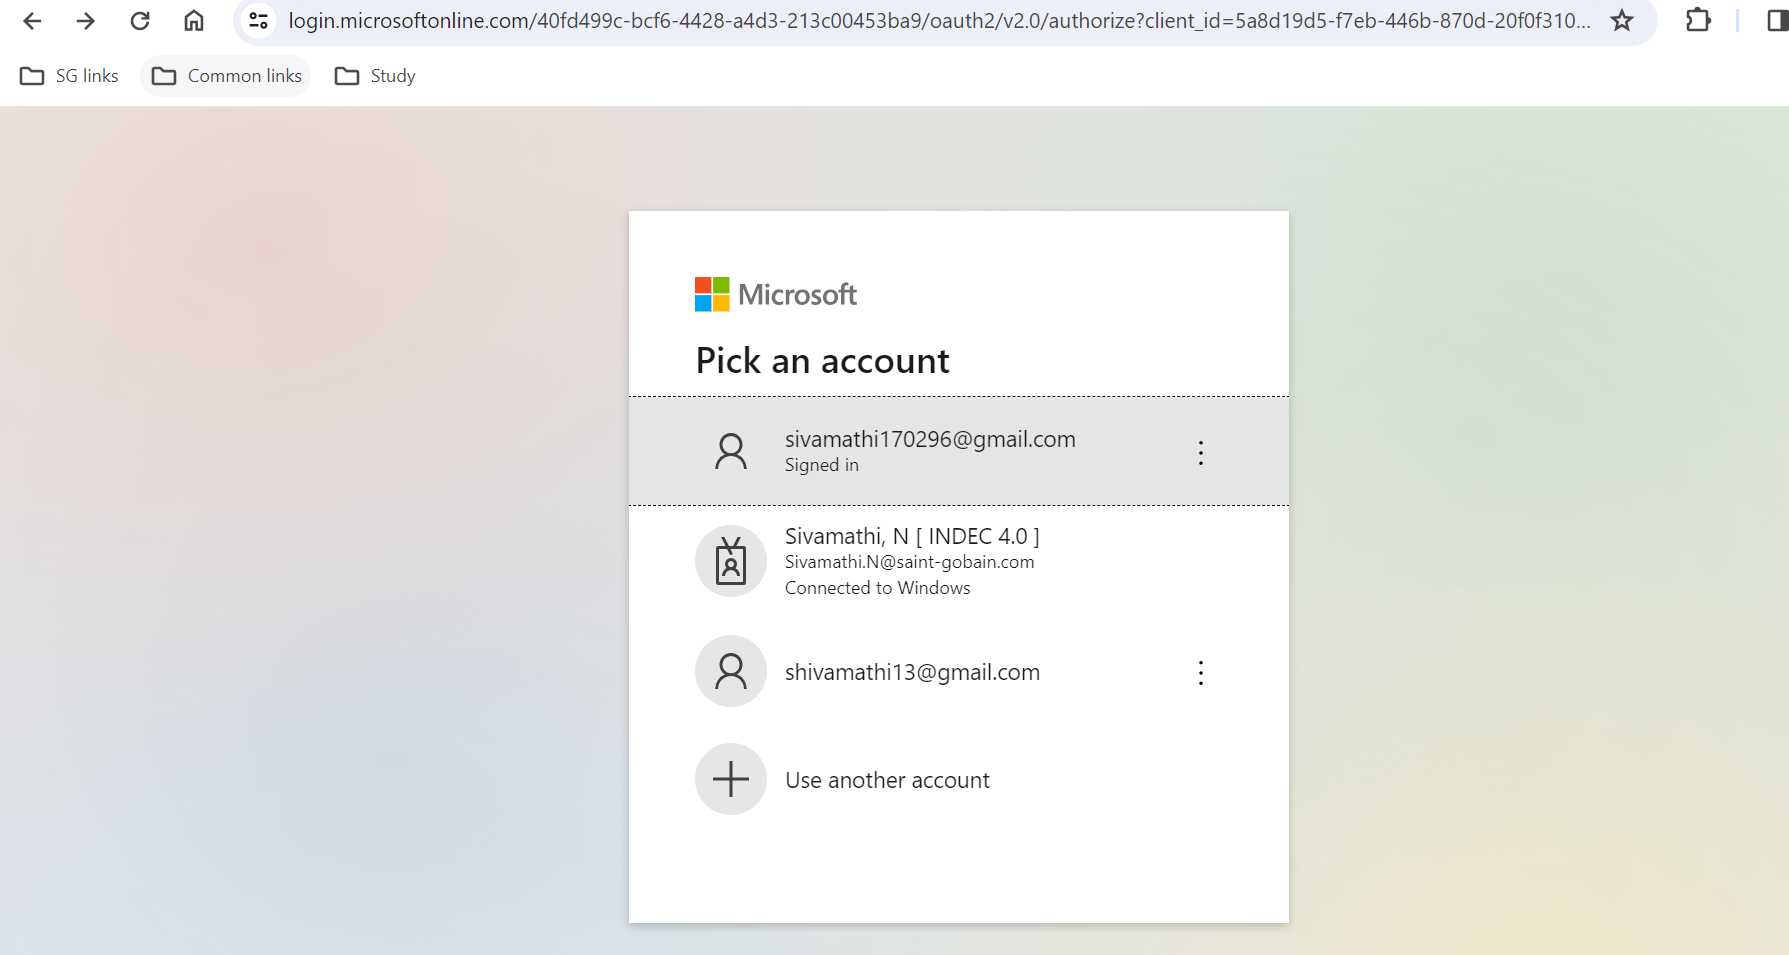 login.microsoftonline.com/40fd499c-bcf6-4428-a4d3-213c00453ba9/oauth2/v2.0/authorize?client_id=5a8d19d5-f7eb-446b-870d-20f0f310...
SG links
Common links
Study
Microsoft
Pick an account
sivamathi170296@gmail.com
Signed in
Sivamathi, N [ INDEC 4.0 ]
Sivamathi.N@saint-gobain.com
Connected to Windows
shivamathi13@gmail.com
Use another account